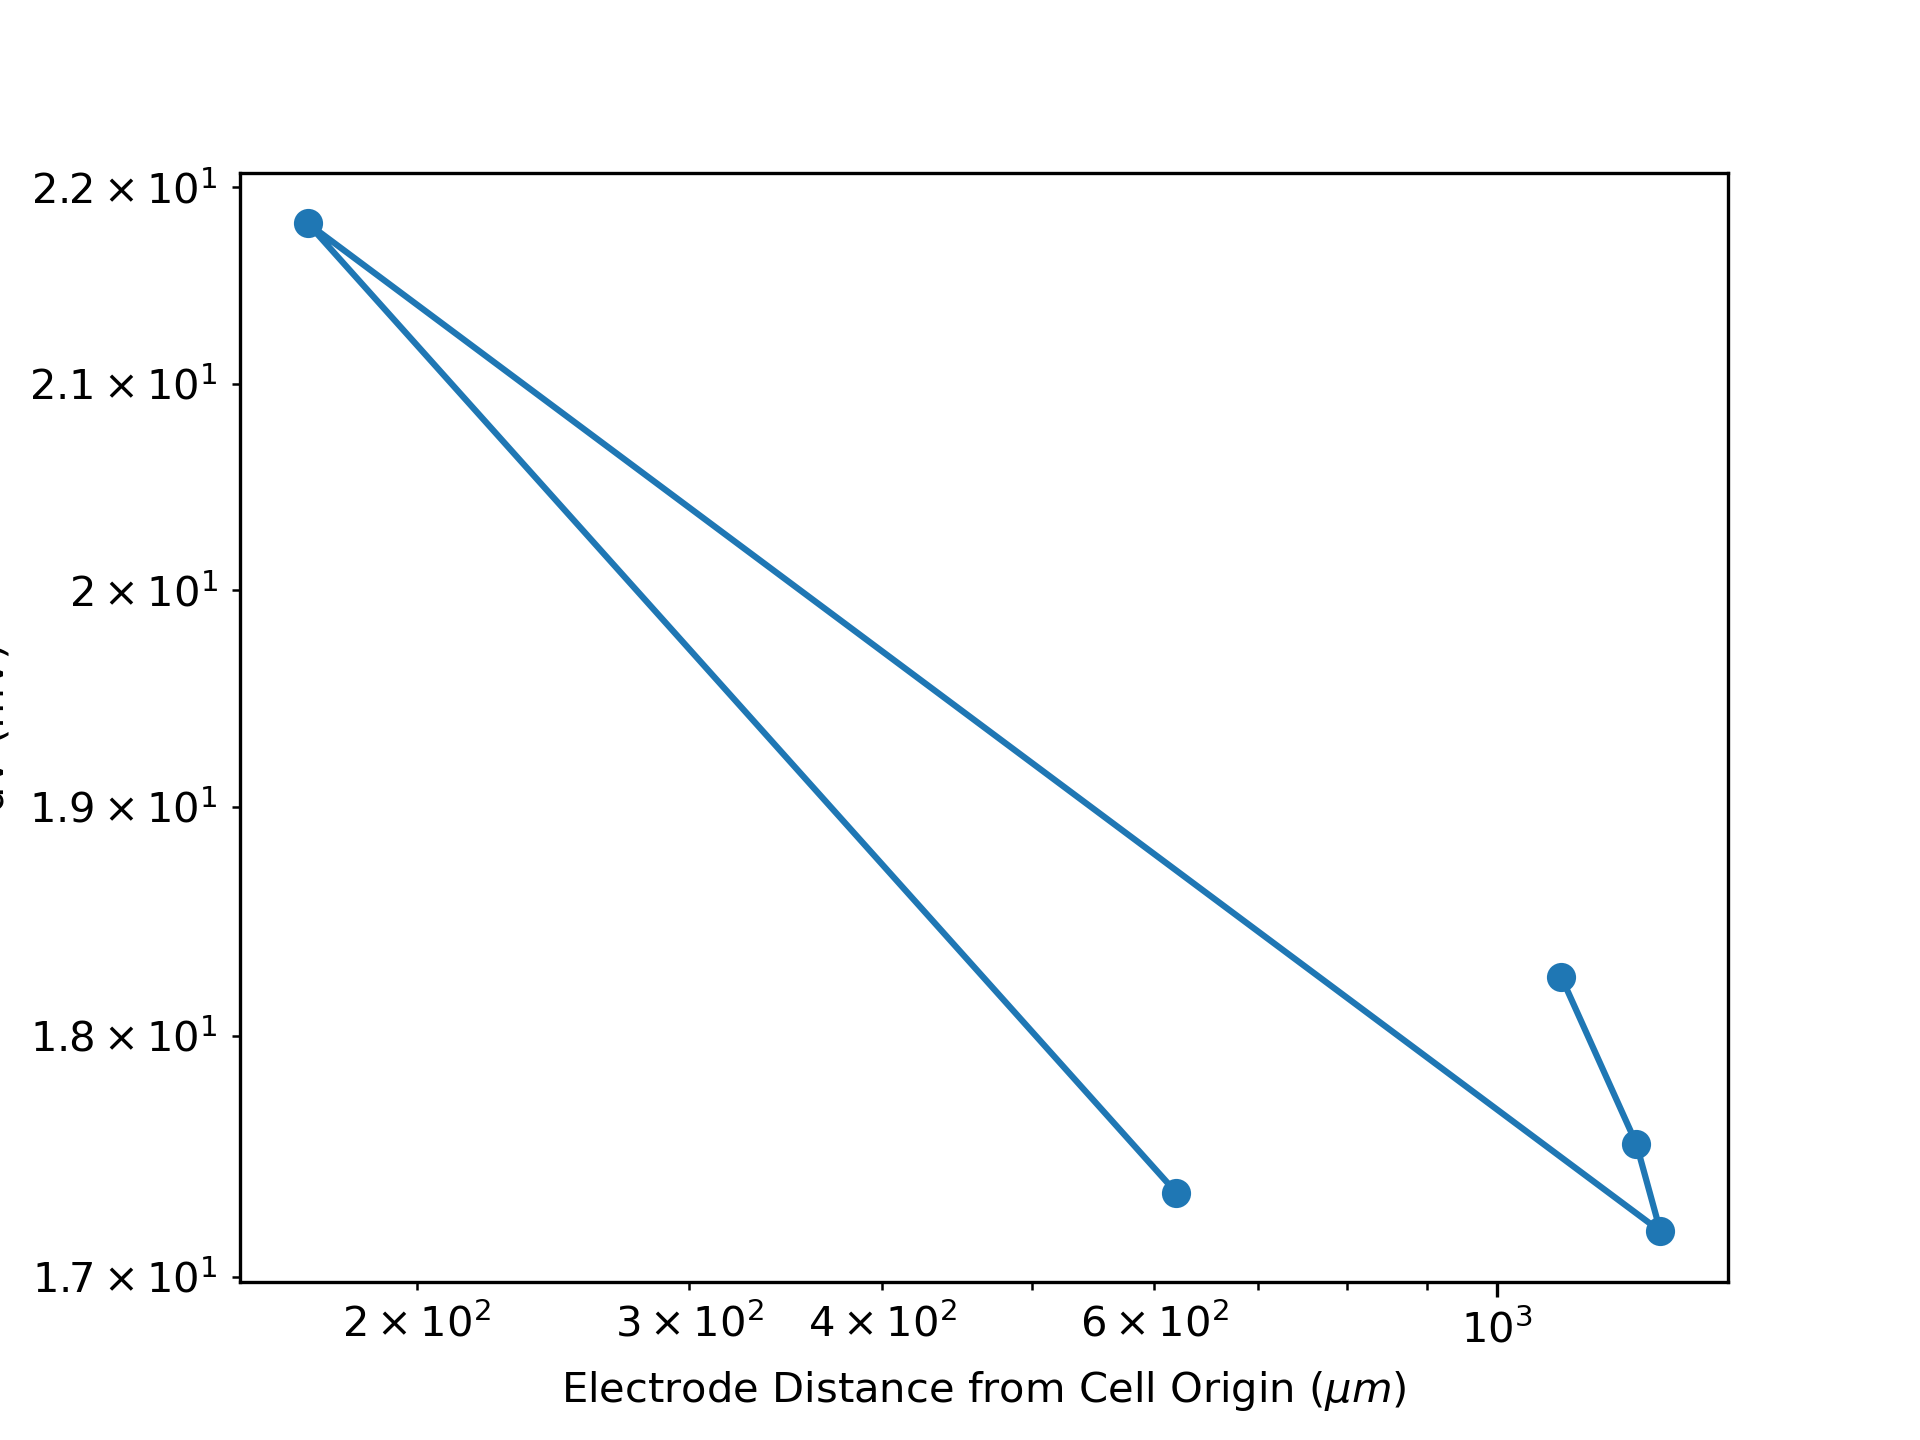 2.2 × 10¹
2.1 × 10¹
2 × 10¹
1.9 × 10¹
1.8 × 10¹
1.7 × 10¹
2 × 10² 3 × 10² 4 × 10² 6 × 10² 10³
Electrode Distance from Cell Origin (μm)